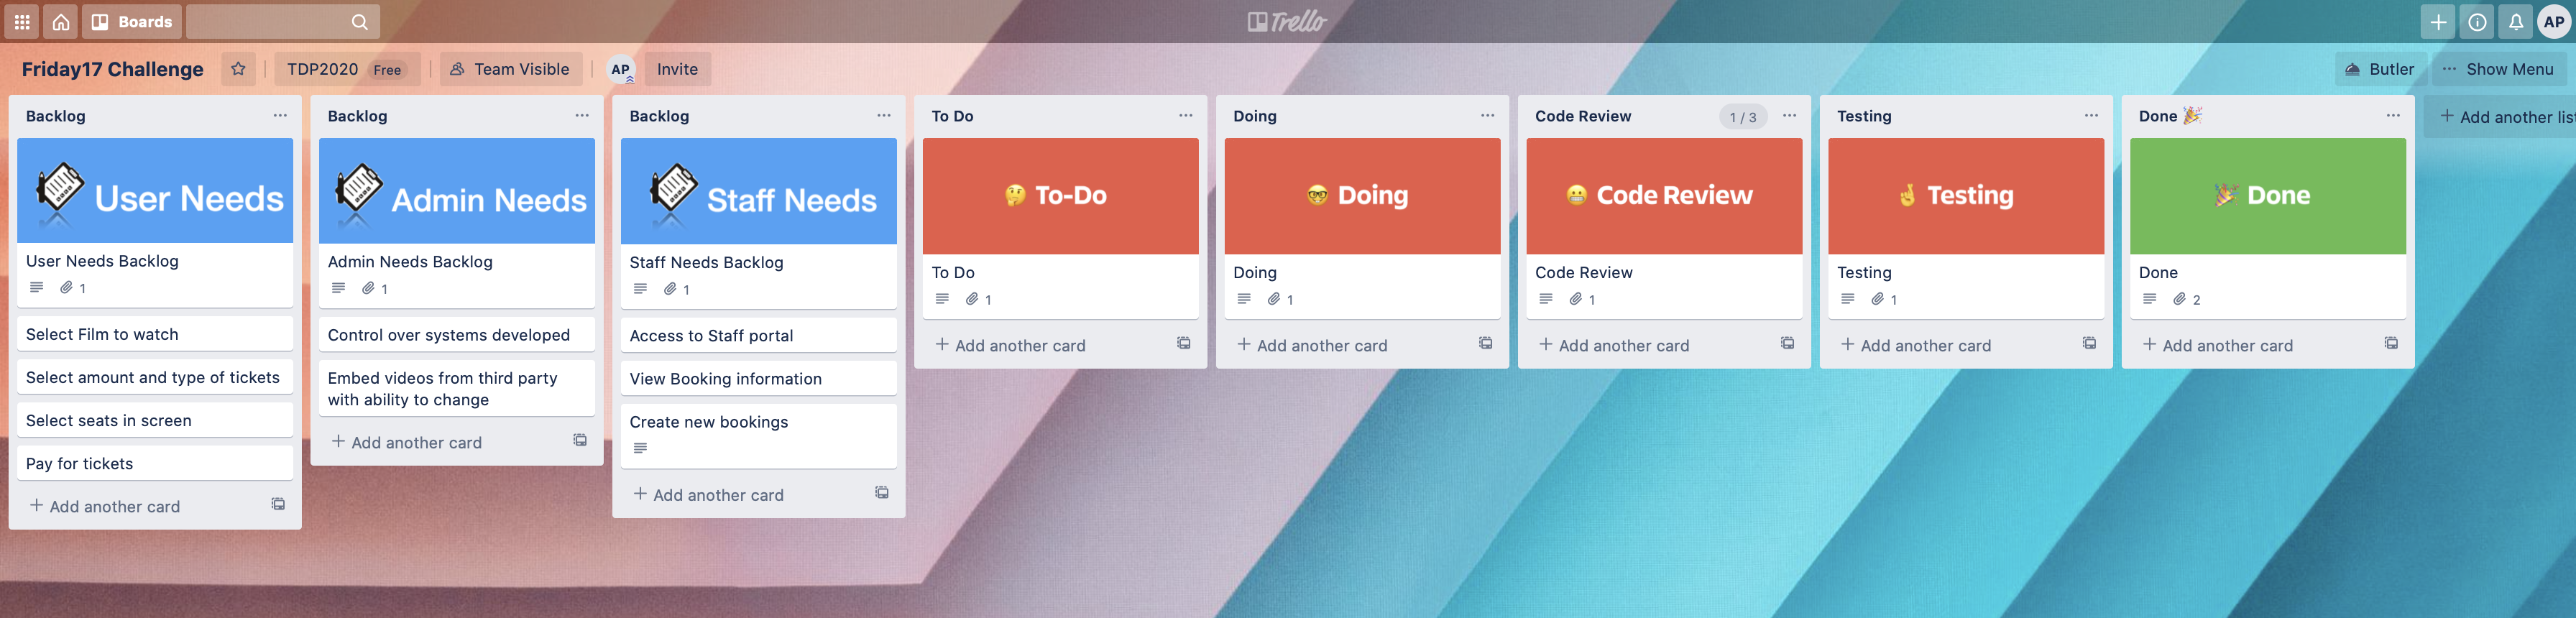 Boards
Trello
AP
Friday17 Challenge
TDP2020 Free
Team Visible
AP
Invite
Butler
Show Menu
Backlog
User Needs
User Needs Backlog
1
Select Film to watch
Select amount and type of tickets
Select seats in screen
Pay for tickets
+ Add another card
Backlog
Admin Needs
Admin Needs Backlog
1
Control over systems developed
Embed videos from third party
with ability to change
+ Add another card
Backlog
Staff Needs
Staff Needs Backlog
1
Access to Staff portal
View Booking information
Create new bookings
+ Add another card
To Do
🤔 To-Do
To Do
1
+ Add another card
Doing
🤓 Doing
Doing
1
+ Add another card
Code Review 1 / 3
😬 Code Review
Code Review
1
+ Add another card
Testing
🤞 Testing
Testing
1
+ Add another card
Done 🎉
🎉 Done
Done
2
+ Add another card
+ Add another list